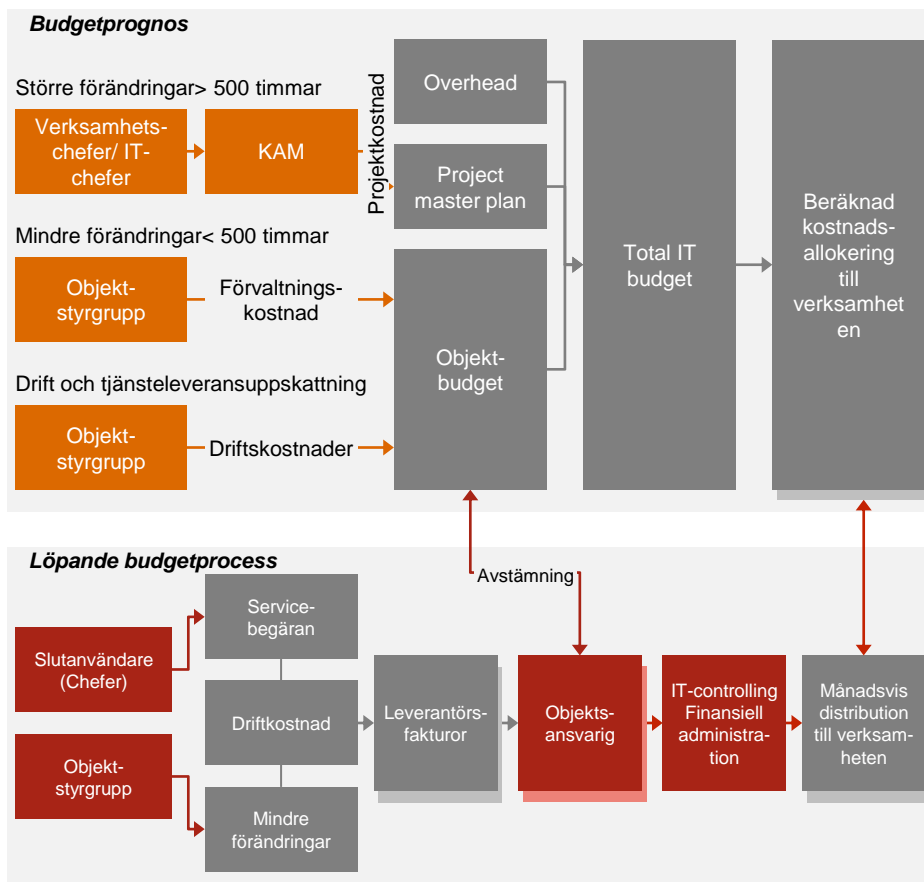 Budgetprognos
Större förändringar> 500 timmar
Verksamhets-
chefer/ IT-
chefer
KAM
Projektkostnad
Overhead
Project
master plan
Mindre förändringar< 500 timmar
Objekt-
styrgrupp
Förvaltnings-
kostnad
Drift och tjänsteleveransuppskattning
Objekt-
styrgrupp
Driftskostnader
Objekt-
budget
Total IT
budget
Beräknad
kostnads-
allokering
till
verksamhet
en
Löpande budgetprocess
Avstämning
Slutanvändare
(Chefer)
Objekt-
styrgrupp
Service-
begäran
Driftkostnad
Mindre
förändringar
Leverantörs-
fakturor
Objekts-
ansvarig
IT-controlling
Finansiell
administra-
tion
Månadsvis
distribution
till verksam-
heten